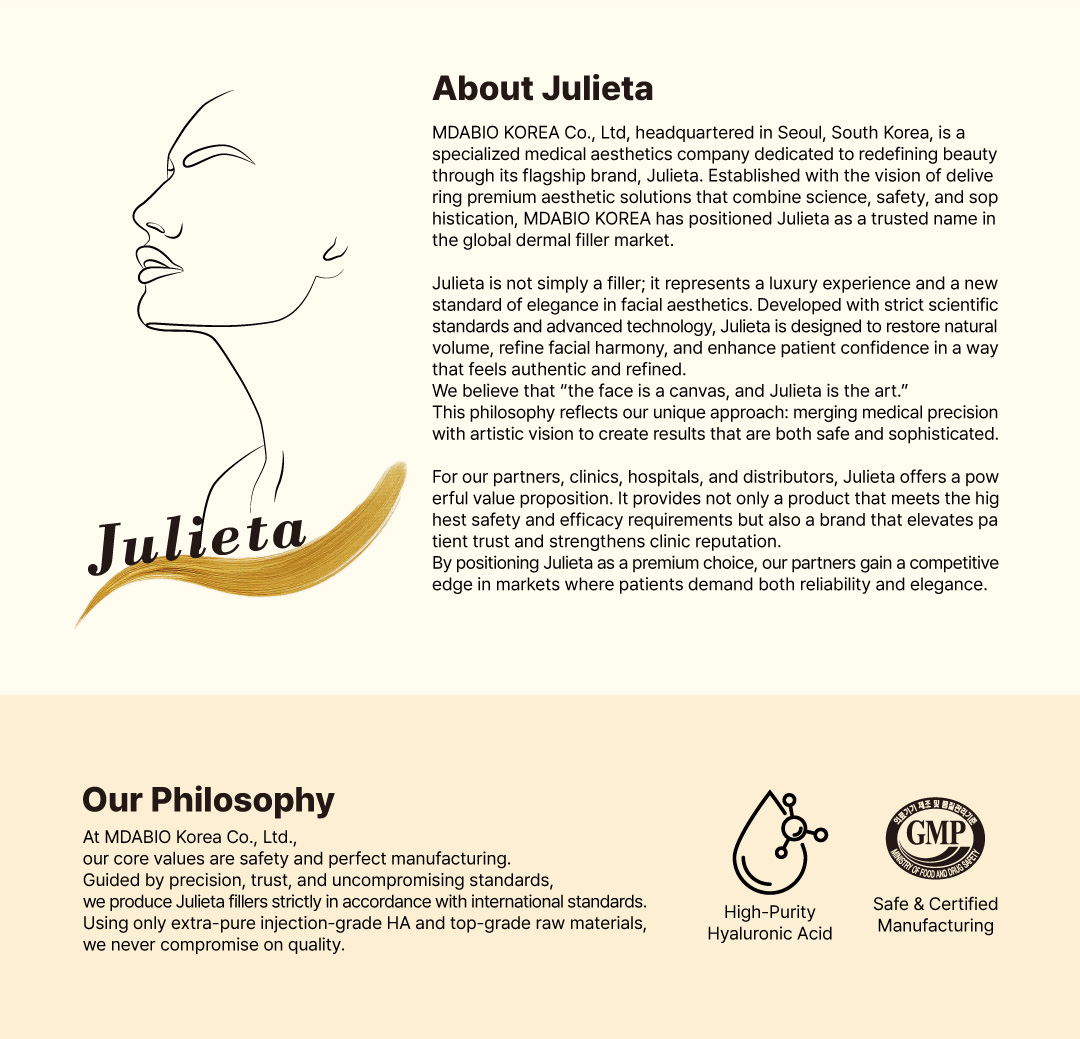 About Julieta
MDABIO KOREA Co., Ltd, headquartered in Seoul, South Korea, is a
specialized medical aesthetics company dedicated to redefining beauty
through its flagship brand, Julieta. Established with the vision of delive
ring premium aesthetic solutions that combine science, safety, and sop
histication, MDABIO KOREA has positioned Julieta as a trusted name in
the global dermal filler market.
Julieta is not simply a filler; it represents a luxury experience and a new
standard of elegance in facial aesthetics. Developed with strict scientific
standards and advanced technology, Julieta is designed to restore natural
volume, refine facial harmony, and enhance patient confidence in a way
that feels authentic and refined.
We believe that “the face is a canvas, and Julieta is the art.”
This philosophy reflects our unique approach: merging medical precision
with artistic vision to create results that are both safe and sophisticated.
For our partners, clinics, hospitals, and distributors, Julieta offers a pow
erful value proposition. It provides not only a product that meets the hig
hest safety and efficacy requirements but also a brand that elevates pa
tient trust and strengthens clinic reputation.
By positioning Julieta as a premium choice, our partners gain a competitive
edge in markets where patients demand both reliability and elegance.
Julieta
Our Philosophy
At MDABIO Korea Co., Ltd.,
our core values are safety and perfect manufacturing.
Guided by precision, trust, and uncompromising standards,
we produce Julieta fillers strictly in accordance with international standards.
Using only extra-pure injection-grade HA and top-grade raw materials,
we never compromise on quality.
High-Purity
Hyaluronic Acid
의료기기 제조 및 품질관리기준
GMP
MINISTRY OF FOOD AND DRUG SAFETY
Safe & Certified
Manufacturing